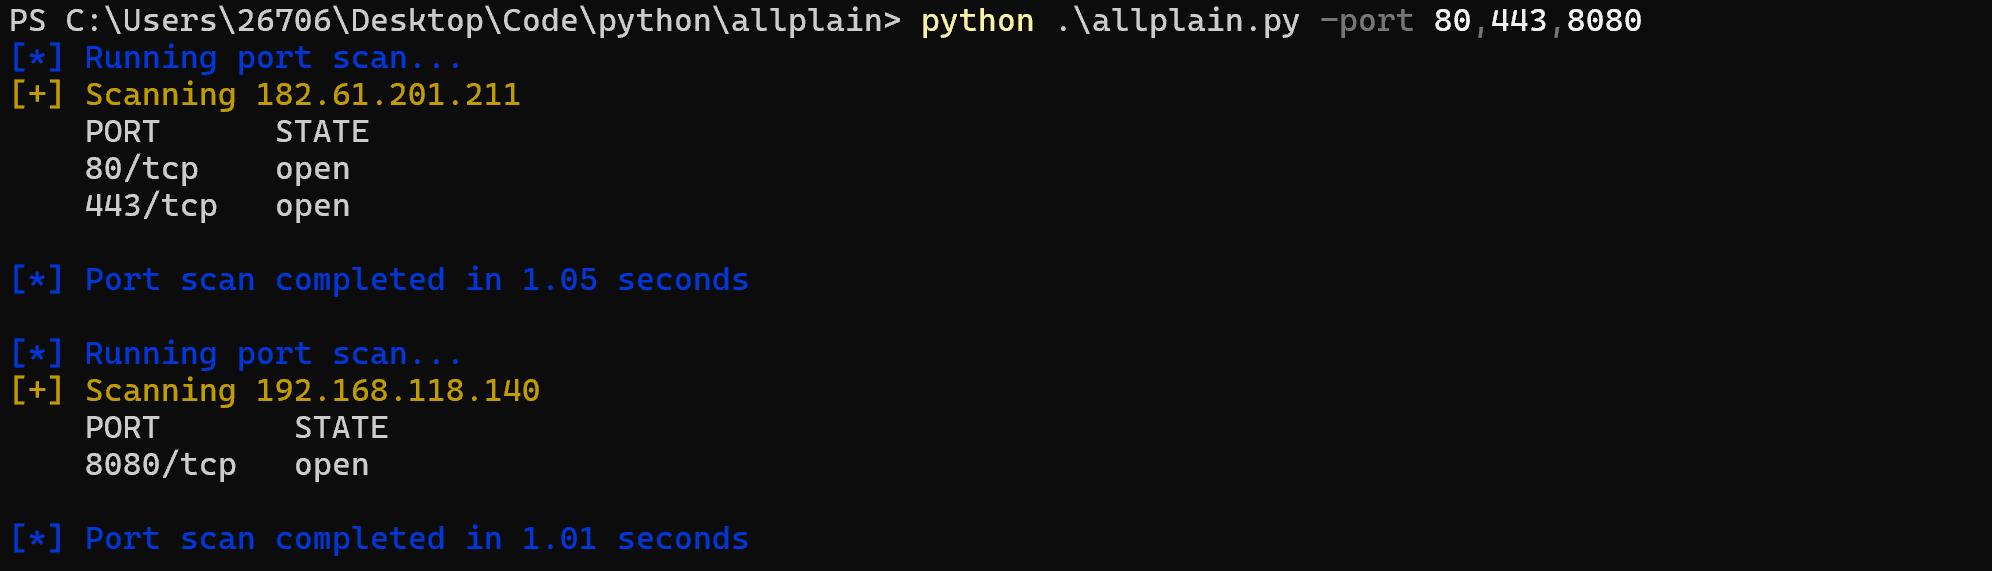 PS C:\Users\26706\Desktop\Code\python\allplain> python .\allplain.py -port 80,443,8080
[*] Running port scan...
[+] Scanning 182.61.201.211
PORT      STATE
80/tcp    open
443/tcp   open
[*] Port scan completed in 1.05 seconds
[*] Running port scan...
[+] Scanning 192.168.118.140
PORT       STATE
8080/tcp   open
[*] Port scan completed in 1.01 seconds